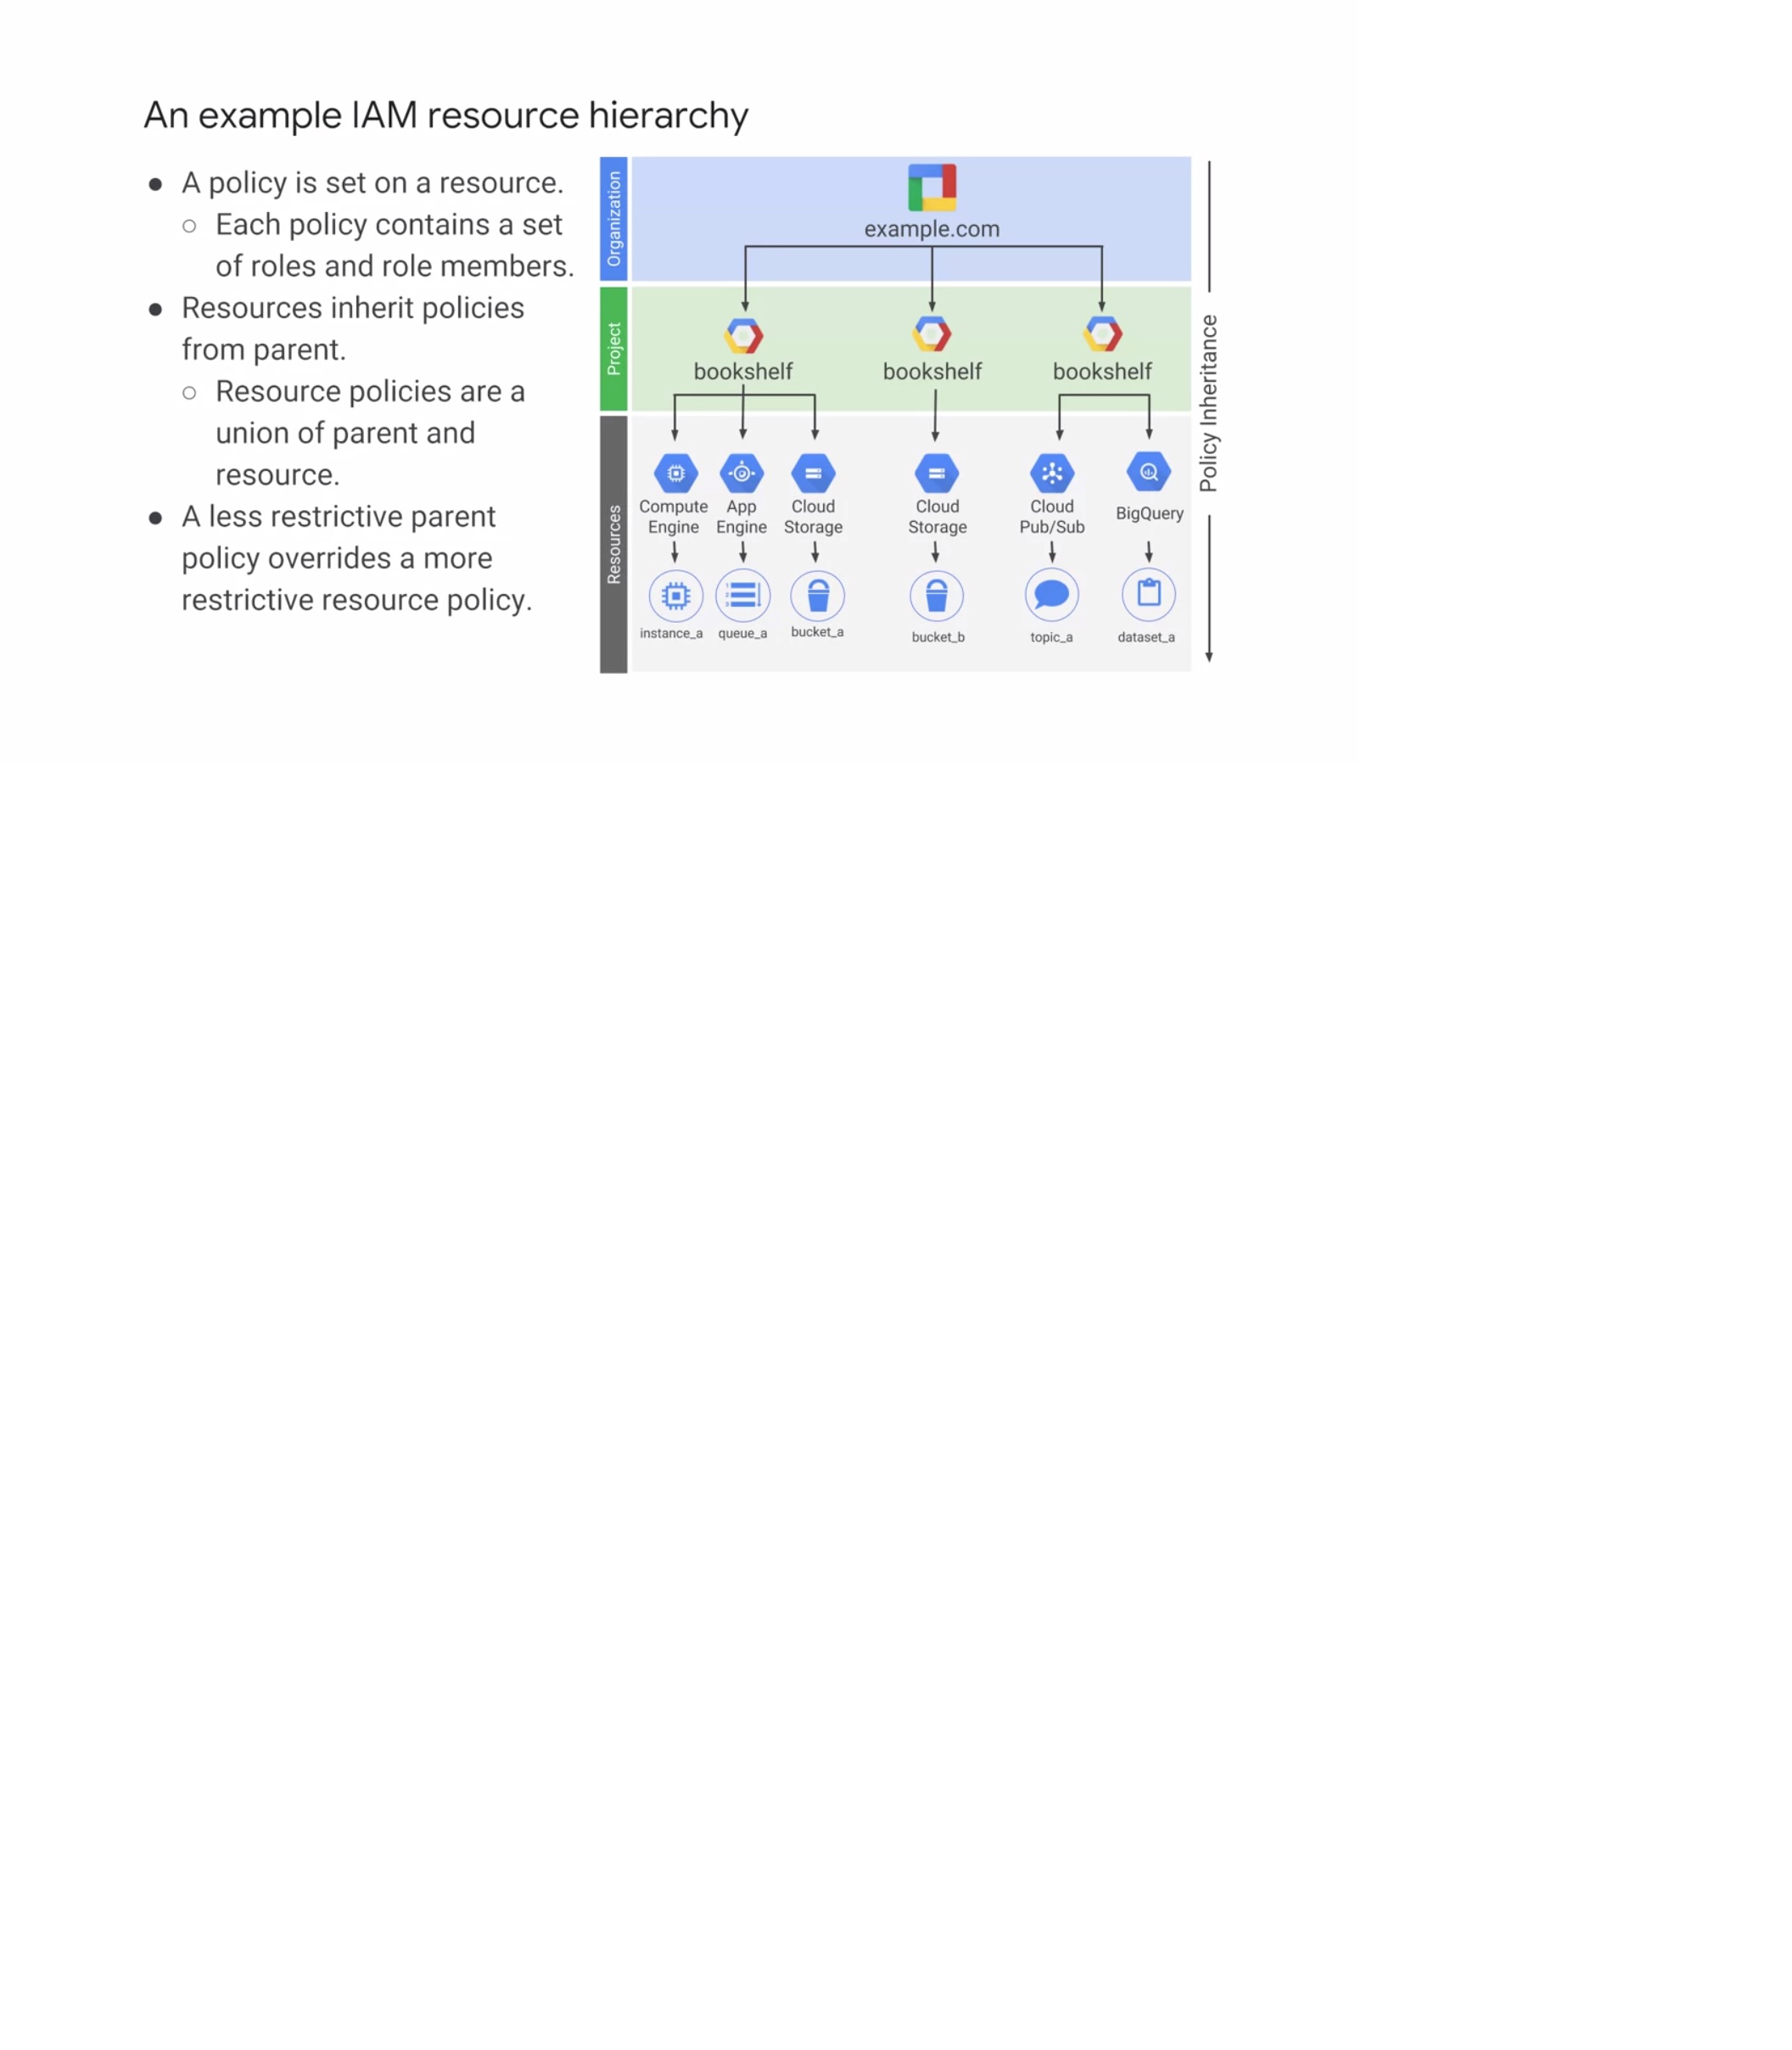 An example IAM resource hierarchy
● A policy is set on a resource.
○ Each policy contains a set
of roles and role members.
● Resources inherit policies
from parent.
○ Resource policies are a
union of parent and
resource.
● A less restrictive parent
policy overrides a more
restrictive resource policy.
Organization
example.com
Project
bookshelf bookshelf bookshelf
Resources
Compute Engine App Engine Cloud Storage Cloud Storage Cloud Pub/Sub BigQuery
instance_a queue_a bucket_a bucket_b topic_a dataset_a
Policy Inheritance